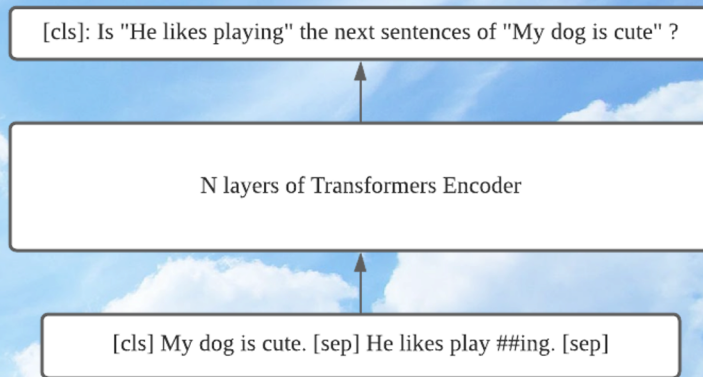 [cls]: Is "He likes playing" the next sentences of "My dog is cute" ?
N layers of Transformers Encoder
[cls] My dog is cute. [sep] He likes play ##ing. [sep]